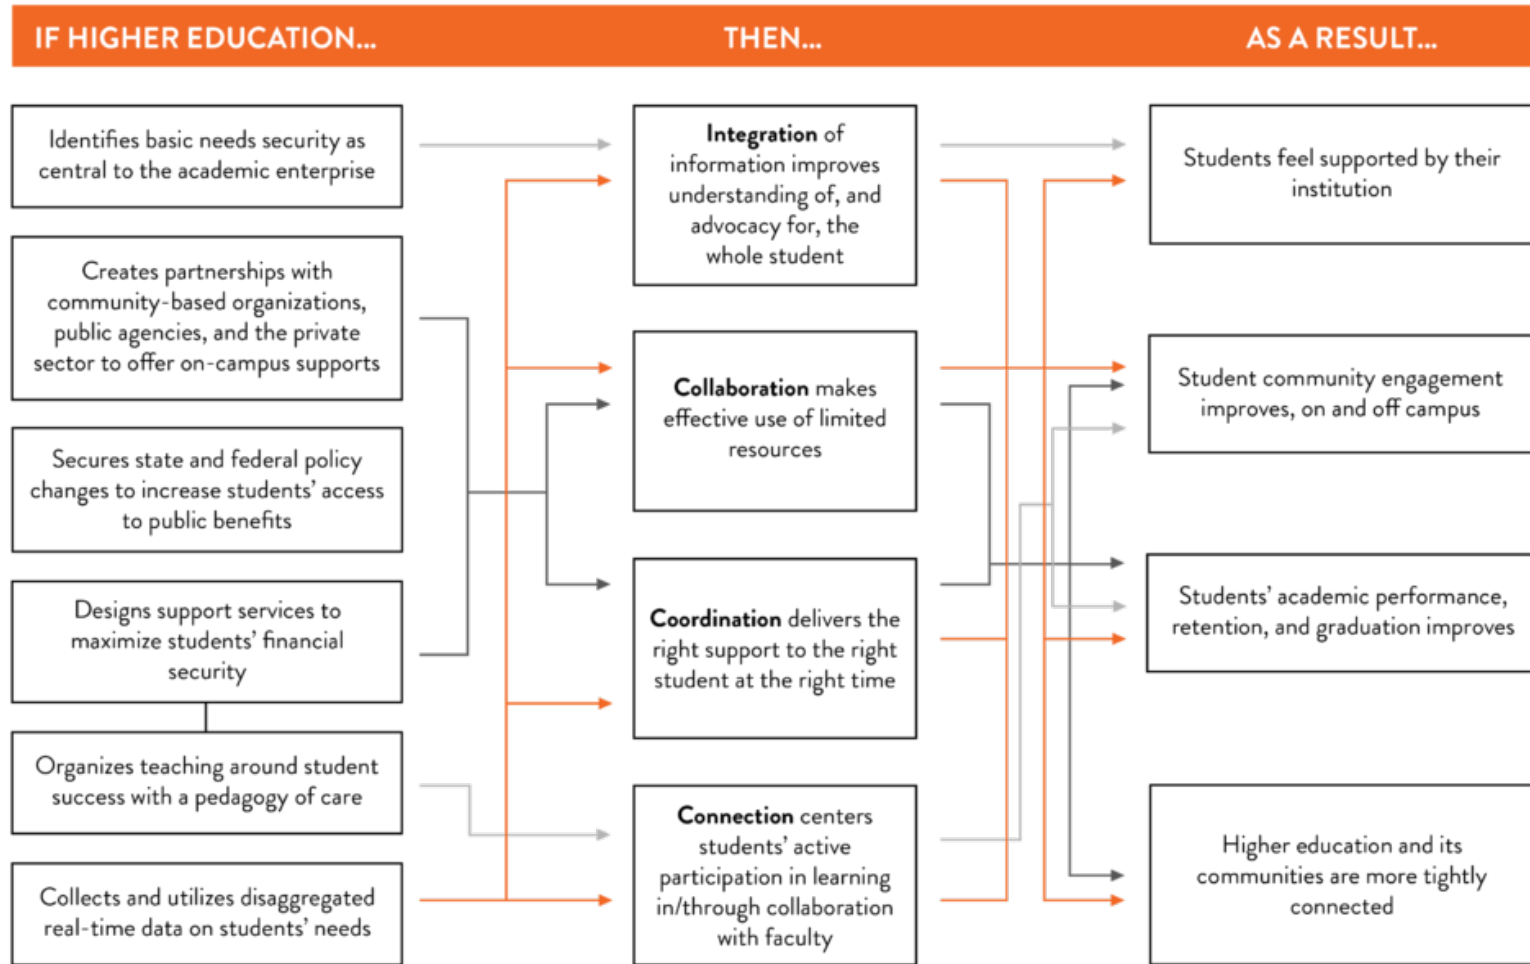 IF HIGHER EDUCATION...
THEN...
AS A RESULT...
Identifies basic needs security as
central to the academic enterprise
Creates partnerships with
community-based organizations,
public agencies, and the private
sector to offer on-campus supports
Secures state and federal policy
changes to increase students’ access
to public benefits
Designs support services to
maximize students’ financial
security
Organizes teaching around student
success with a pedagogy of care
Collects and utilizes disaggregated
real-time data on students’ needs
Integration of
information improves
understanding of, and
advocacy for, the
whole student
Collaboration makes
effective use of limited
resources
Coordination delivers the
right support to the right
student at the right time
Connection centers
students’ active
participation in learning
in/through collaboration
with faculty
Students feel supported by their
institution
Student community engagement
improves, on and off campus
Students’ academic performance,
retention, and graduation improves
Higher education and its
communities are more tightly
connected